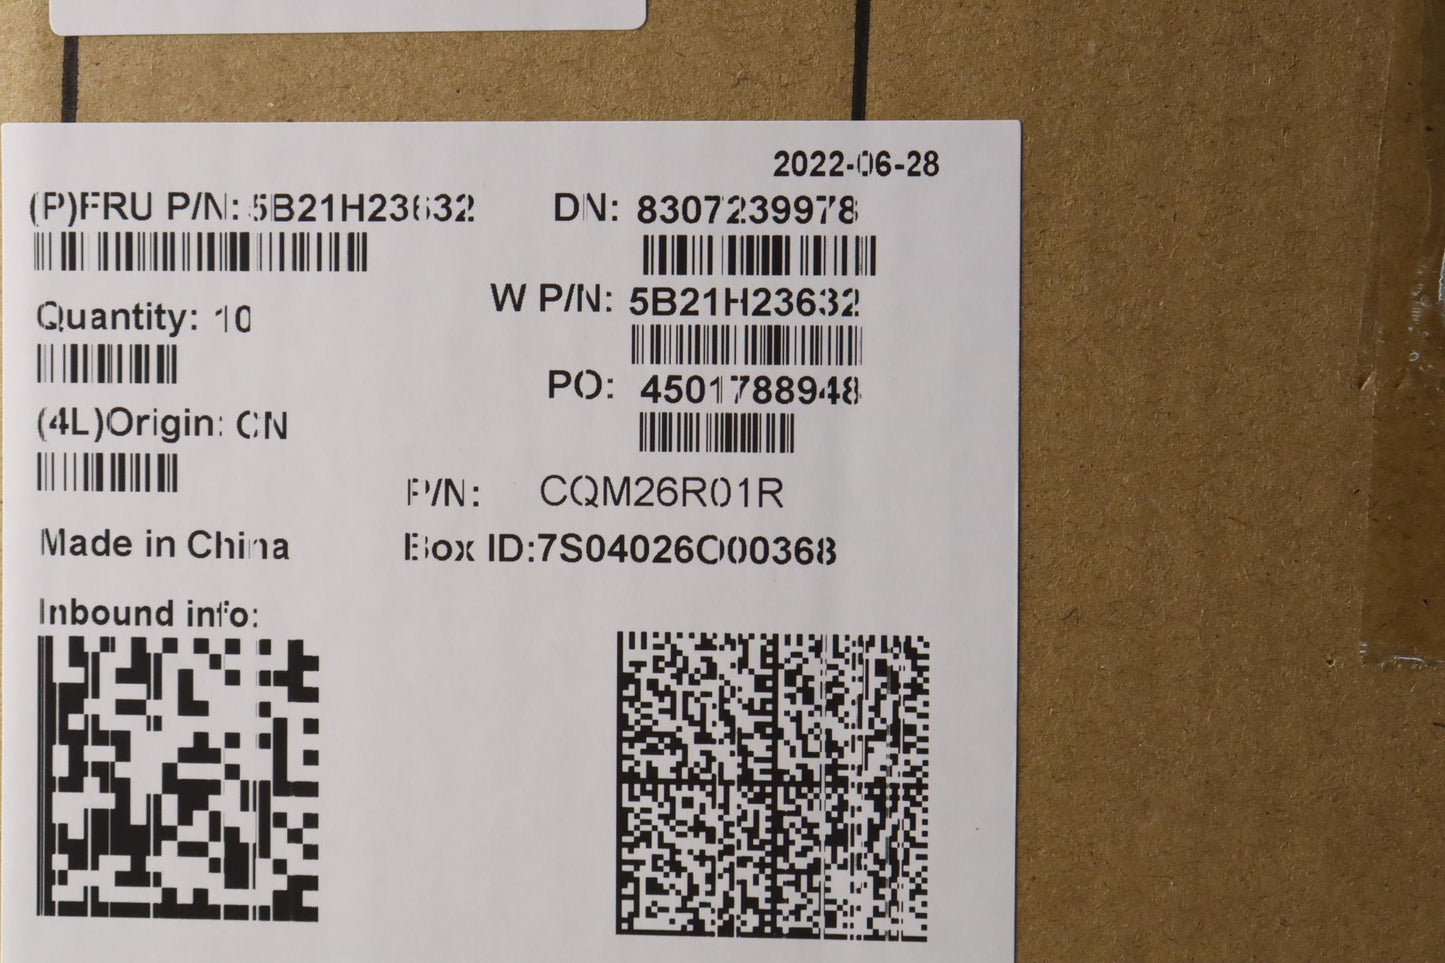 2022-06-28
(P)FRU P/N: 5B21H23632
DN: 8307239978
Quantity: 10
W P/N: 5B21H23632
PO: 4501788948
(4L)Origin: CN
P/N: CQM26R01R
Made in China
Box ID:7S04026O00368
Inbound info: